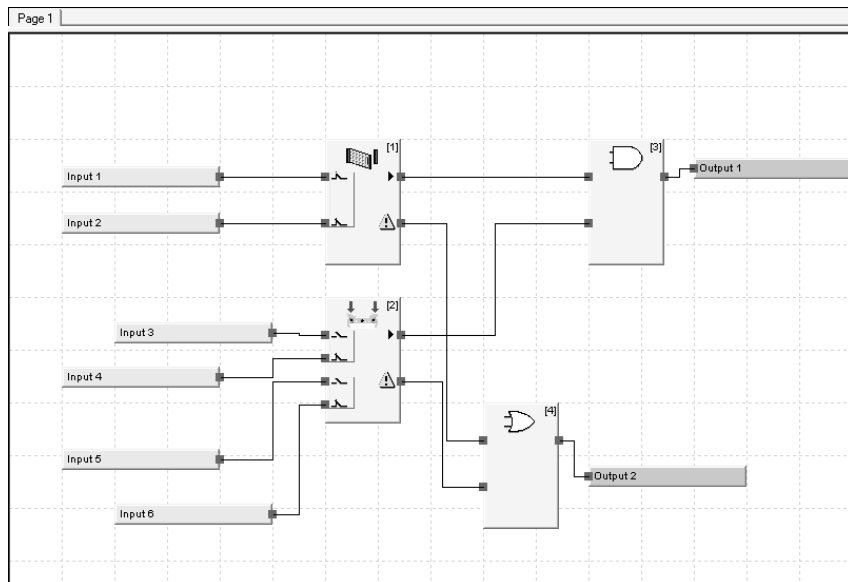 Page 1
[1]
[3]
Input 1
Output 1
Input 2
[2]
Input 3
Input 4
[4]
Input 5
Output 2
Input 6